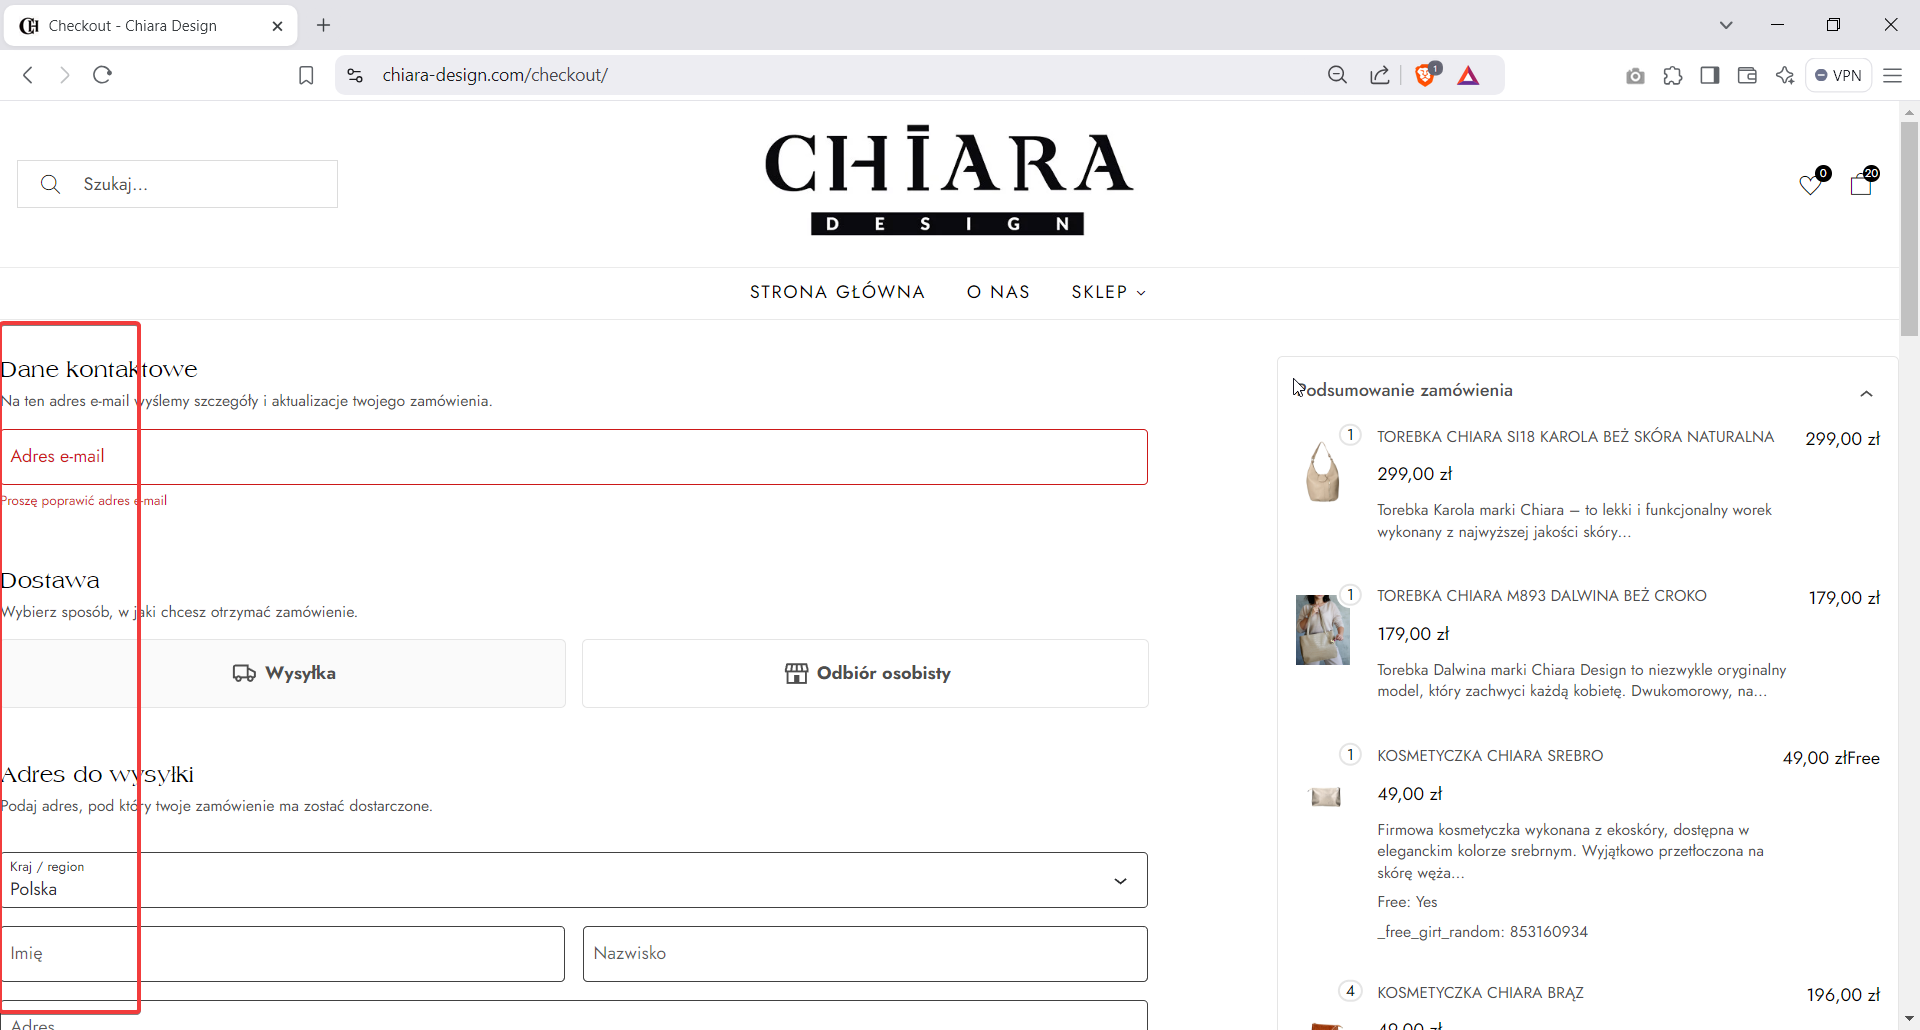 Checkout - Chiara Design
chiara-design.com/checkout/
1
VPN
Szukaj...
CHIARA
DESIGN
0
20
STRONA GŁÓWNA
O NAS
SKLEP
Dane kontaktowe
Na ten adres e-mail wyślemy szczegóły i aktualizacje twojego zamówienia.
Adres e-mail
Proszę poprawić adres e-mail
Dostawa
Wybierz sposób, w jaki chcesz otrzymać zamówienie.
Wysyłka
Odbiór osobisty
Adres do wysyłki
Podaj adres, pod który twoje zamówienie ma zostać dostarczone.
Kraj / region
Polska
Imię
Nazwisko
Adres
Podsumowanie zamówienia
1
TOREBKA CHIARA SI18 KAROLA BEŻ SKÓRA NATURALNA
299,00 zł
299,00 zł
Torebka Karola marki Chiara – to lekki i funkcjonalny worek
wykonany z najwyższej jakości skóry...
1
TOREBKA CHIARA M893 DALWINA BEŻ CROKO
179,00 zł
179,00 zł
Torebka Dalwina marki Chiara Design to niezwykle oryginalny
model, który zachwyci każdą kobietę. Dwukomorowy, na...
1
KOSMETYCZKA CHIARA SREBRO
49,00 złFree
49,00 zł
Firmowa kosmetyczka wykonana z ekoskóry, dostępna w
eleganckim kolorze srebrnym. Wyjątkowo przetłoczona na
skórę węża...
Free: Yes
_free_girt_random: 853160934
4
KOSMETYCZKA CHIARA BRĄZ
196,00 zł
49,00 zł